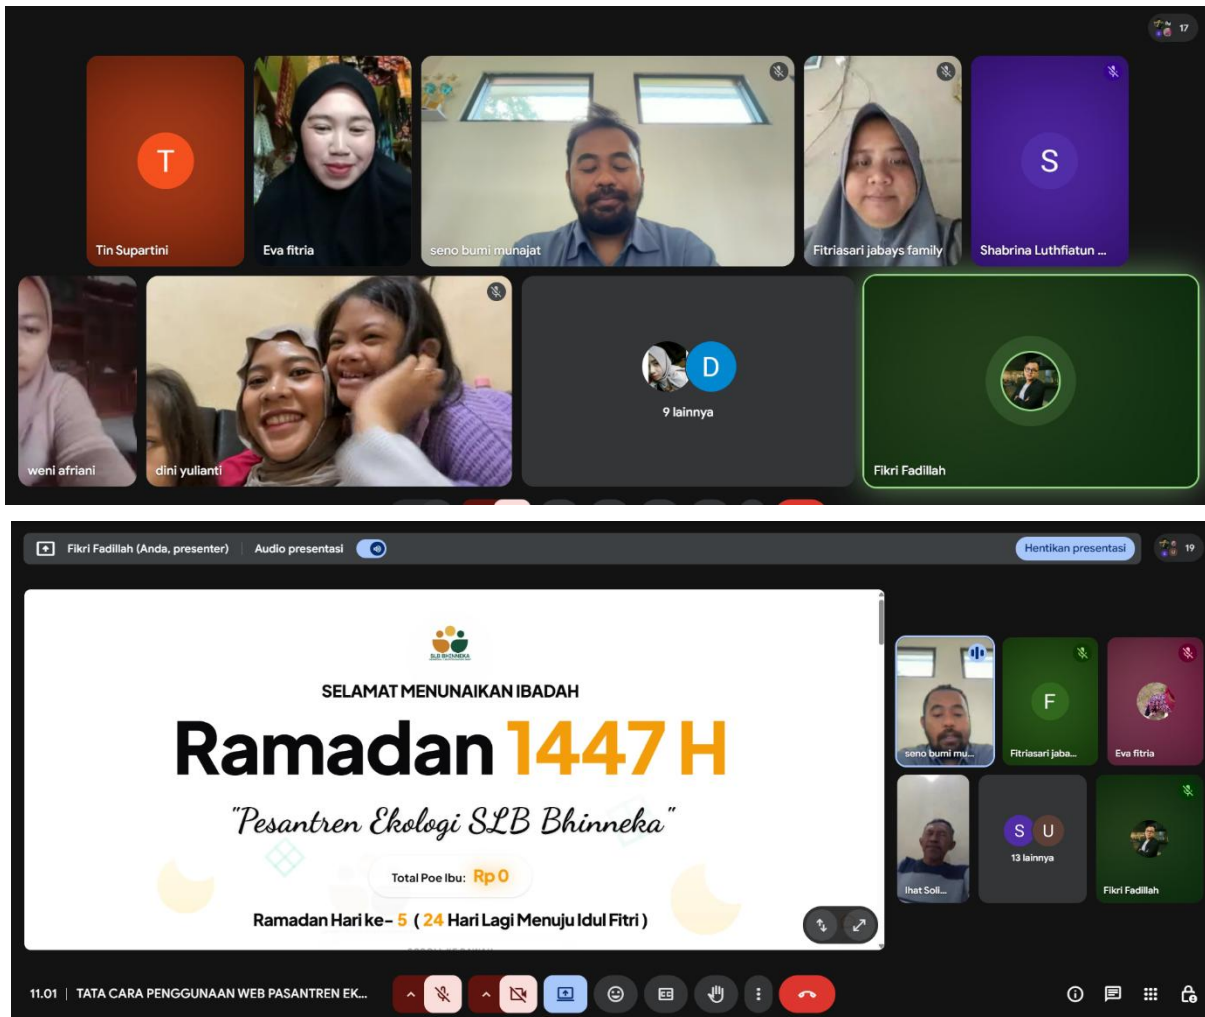 17
T
Tin Supartini
Eva fitria
seno bumi munajat
Fitriasari jabays family
S
Shabrina Luthfiatun ...
weni afriani
dini yulianti
D
9 lainnya
Fikri Fadillah
Fikri Fadillah (Anda, presenter)
Audio presentasi
Hentikan presentasi
19
SLB BHINNEKA
SELAMAT MENUNAIKAN IBADAH
Ramadan 1447 H
"Pesantren Ekologi SLB Bhinneka"
Total Poe Ibu: Rp 0
Ramadan Hari ke- 5 ( 24 Hari Lagi Menuju Idul Fitri )
seno bumi mu...
F
Fitriasari jaba...
Eva fitria
Ihat Soli...
S U
13 lainnya
Fikri Fadillah
11.01 | TATA CARA PENGGUNAAN WEB PASANTREN EK...
CC